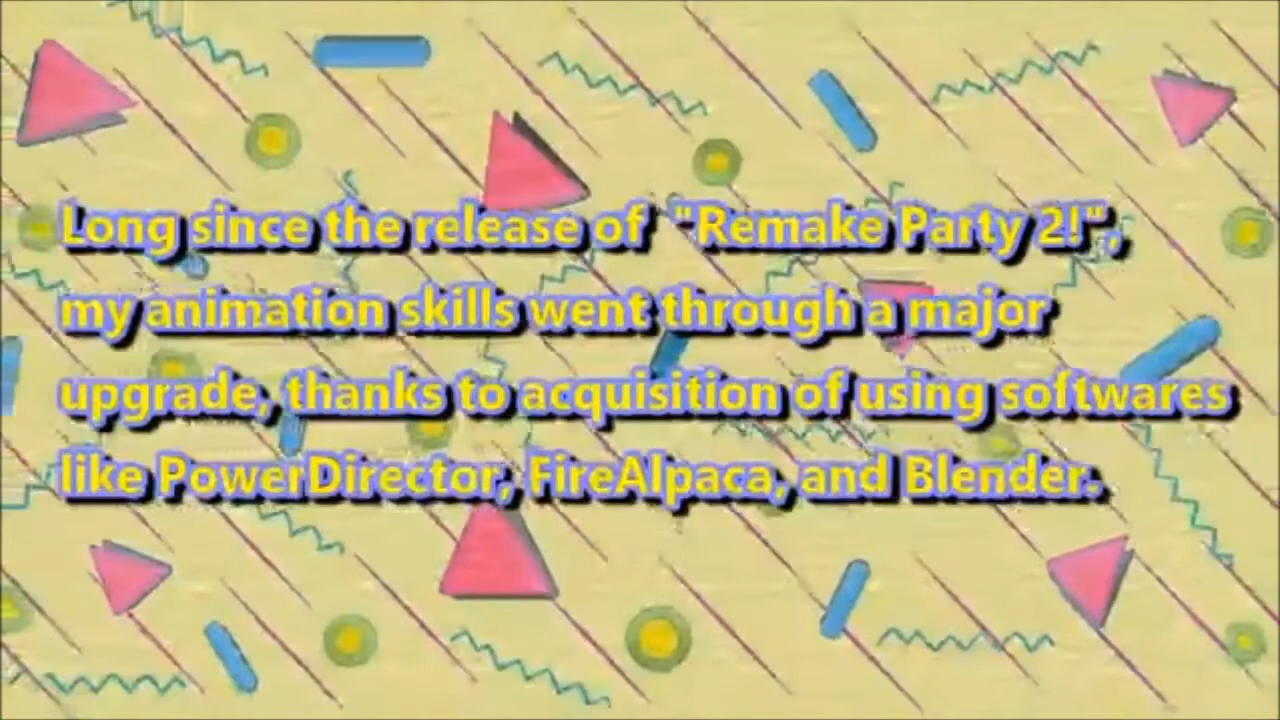 Long since the release of "Remake Party 2!",
my animation skills went through a major
upgrade, thanks to acquisition of using softwares
like PowerDirector, FireAlpaca, and Blender.